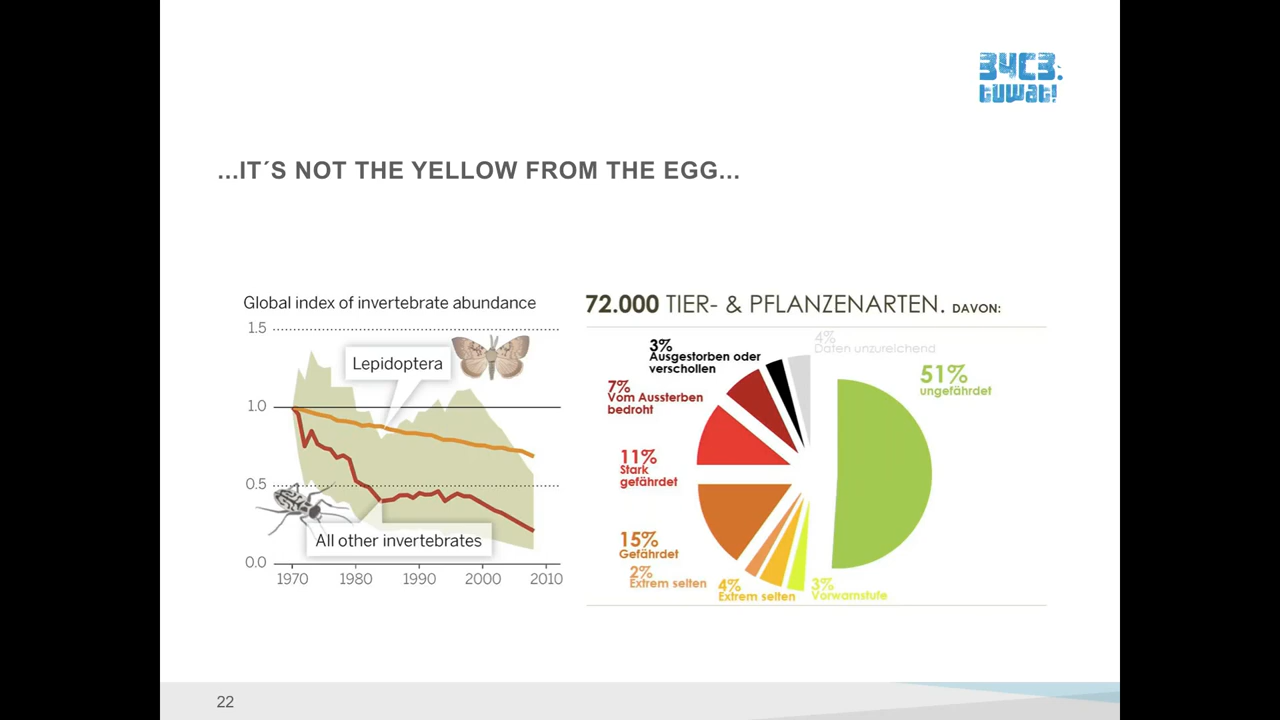 34C3.
tuwat!
...IT´S NOT THE YELLOW FROM THE EGG...
Global index of invertebrate abundance
1.5
Lepidoptera
1.0
0.5
All other invertebrates
0.0
1970 1980 1990 2000 2010
72.000 TIER- & PFLANZENARTEN. DAVON:
4%
Daten unzureichend
3%
Ausgestorben oder
verschollen
51%
ungefährdet
7%
Vom Aussterben
bedroht
11%
Stark
gefährdet
15%
Gefährdet
2%
Extrem selten
4%
Extrem selten
3%
Vorwarnstufe
22